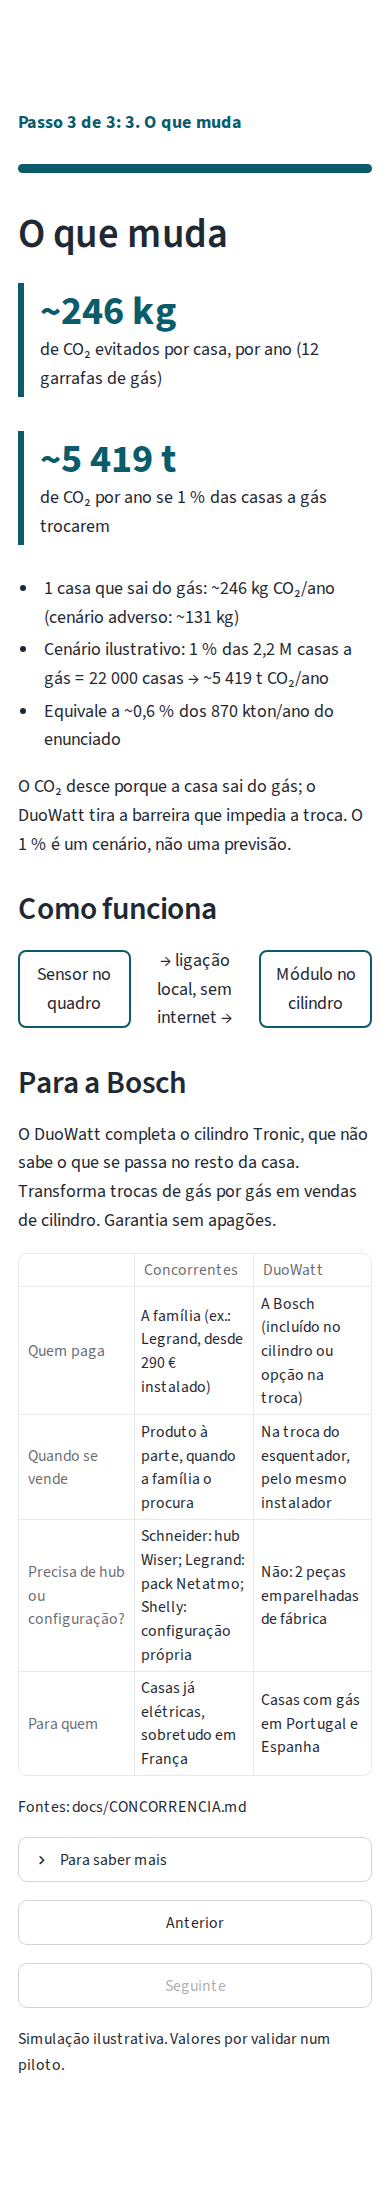 Passo 3 de 3: 3. O que muda
O que muda
~246 kg
de CO₂ evitados por casa, por ano (12
garrafas de gás)
~5 419 t
de CO₂ por ano se 1 % das casas a gás
trocarem
• 1 casa que sai do gás: ~246 kg CO₂/ano
(cenário adverso: ~131 kg)
• Cenário ilustrativo: 1 % das 2,2 M casas a
gás = 22 000 casas → ~5 419 t CO₂/ano
• Equivale a ~0,6 % dos 870 kton/ano do
enunciado
O CO₂ desce porque a casa sai do gás; o
DuoWatt tira a barreira que impedia a troca. O
1 % é um cenário, não uma previsão.
Como funciona
Sensor no
quadro
→ ligação
local, sem
internet →
Módulo no
cilindro
Para a Bosch
O DuoWatt completa o cilindro Tronic, que não
sabe o que se passa no resto da casa.
Transforma trocas de gás por gás em vendas
de cilindro. Garantia sem apagões.
Concorrentes
DuoWatt
Quem paga
A família (ex.:
Legrand, desde
290 €
instalado)
A Bosch
(incluído no
cilindro ou
opção na
troca)
Quando se
vende
Produto à
parte, quando
a família o
procura
Na troca do
esquentador,
pelo mesmo
instalador
Precisa de hub
ou
configuração?
Schneider: hub
Wiser; Legrand:
pack Netatmo;
Shelly:
configuração
própria
Não: 2 peças
emparelhadas
de fábrica
Para quem
Casas já
elétricas,
sobretudo em
França
Casas com gás
em Portugal e
Espanha
Fontes: docs/CONCORRENCIA.md
Para saber mais
Anterior
Seguinte
Simulação ilustrativa. Valores por validar num
piloto.